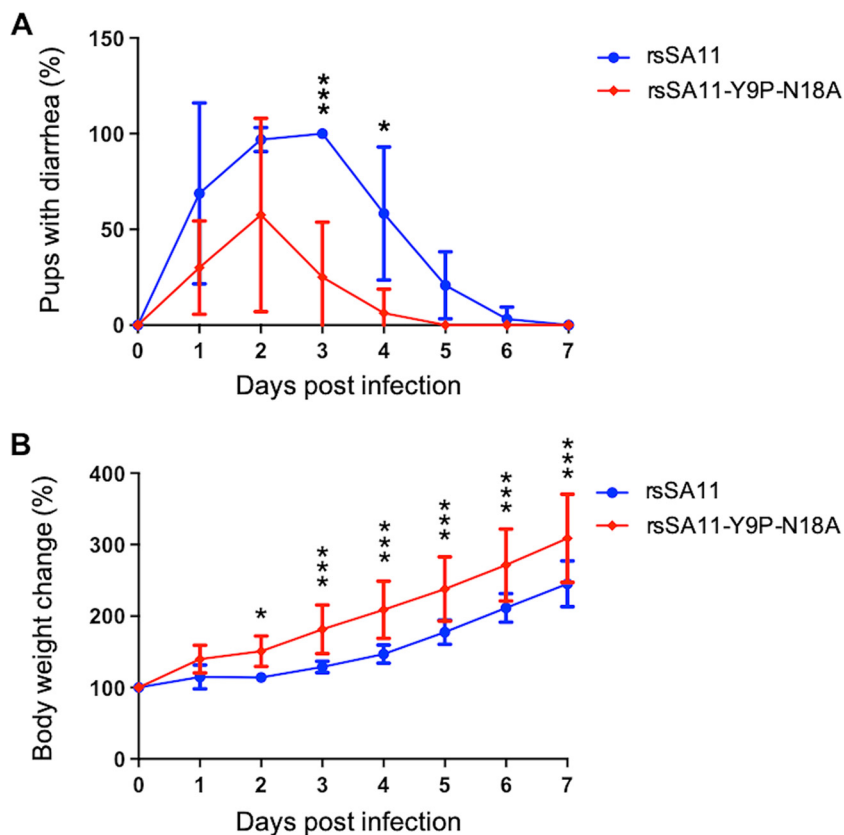 A
Pups with diarrhea (%)
150
100
50
0
***
*
0 1 2 3 4 5 6 7
Days post infection
rsSA11
rsSA11-Y9P-N18A
B
Body weight change (%)
400
300
200
100
0
*
***
***
***
***
***
0 1 2 3 4 5 6 7
Days post infection
rsSA11
rsSA11-Y9P-N18A